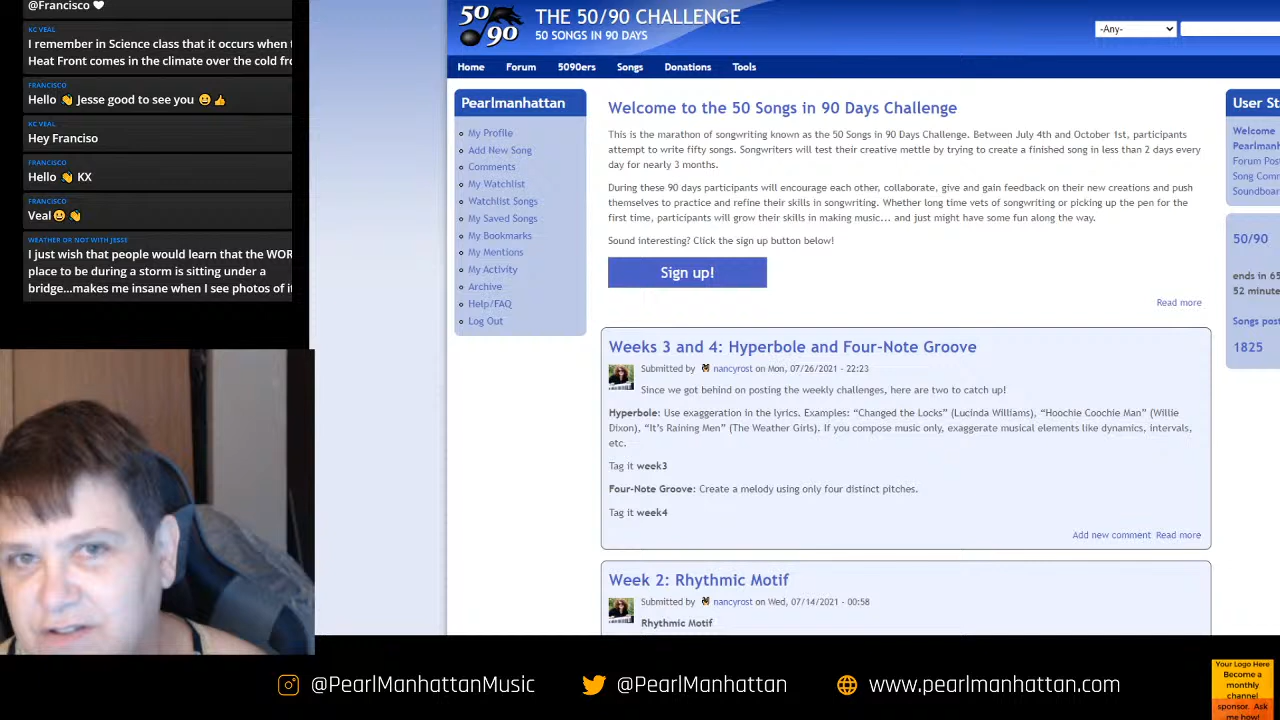 @Francisco
KC VEAL
I remember in Science class that it occurs when t
Heat Front comes in the climate over the cold fr
FRANCISCO
Hello 👋 Jesse good to see you 😃👍
KC VEAL
Hey Franciso
FRANCISCO
Hello 👋 KX
FRANCISCO
Veal😃 👋
WEATHER OR NOT WITH JESSE
I just wish that people would learn that the WOR
place to be during a storm is sitting under a
bridge...makes me insane when I see photos of it
50
90
THE 50/90 CHALLENGE
50 SONGS IN 90 DAYS
-Any-
Home Forum 5090ers Songs Donations Tools
Pearlmanhattan
My Profile
Add New Song
Comments
My Watchlist
Watchlist Songs
My Saved Songs
My Bookmarks
My Mentions
My Activity
Archive
Help/FAQ
Log Out
Welcome to the 50 Songs in 90 Days Challenge
This is the marathon of songwriting known as the 50 Songs in 90 Days Challenge. Between July 4th and October 1st, participants
attempt to write fifty songs. Songwriters will test their creative mettle by trying to create a finished song in less than 2 days every
day for nearly 3 months.
During these 90 days participants will encourage each other, collaborate, give and gain feedback on their new creations and push
themselves to practice and refine their skills in songwriting. Whether long time vets of songwriting or picking up the pen for the
first time, participants will grow their skills in making music... and just might have some fun along the way.
Sound interesting? Click the sign up button below!
Sign up!
Read more
Weeks 3 and 4: Hyperbole and Four-Note Groove
Submitted by nancyrost on Mon, 07/26/2021 - 22:23
Since we got behind on posting the weekly challenges, here are two to catch up!
Hyperbole: Use exaggeration in the lyrics. Examples: “Changed the Locks” (Lucinda Williams), “Hoochie Coochie Man” (Willie
Dixon), “It’s Raining Men” (The Weather Girls). If you compose music only, exaggerate musical elements like dynamics, intervals,
etc.
Tag it week3
Four-Note Groove: Create a melody using only four distinct pitches.
Tag it week4
Add new comment Read more
Week 2: Rhythmic Motif
Submitted by nancyrost on Wed, 07/14/2021 - 00:58
Rhythmic Motif
User St
Welcome
Pearlman
Forum Pos
Song Com
Soundboar
50/90
ends in 65
52 minute
Songs post
1825
@PearlManhattanMusic @PearlManhattan www.pearlmanhattan.com
Your Logo Here
Become a
monthly
channel
sponsor. Ask
me how!